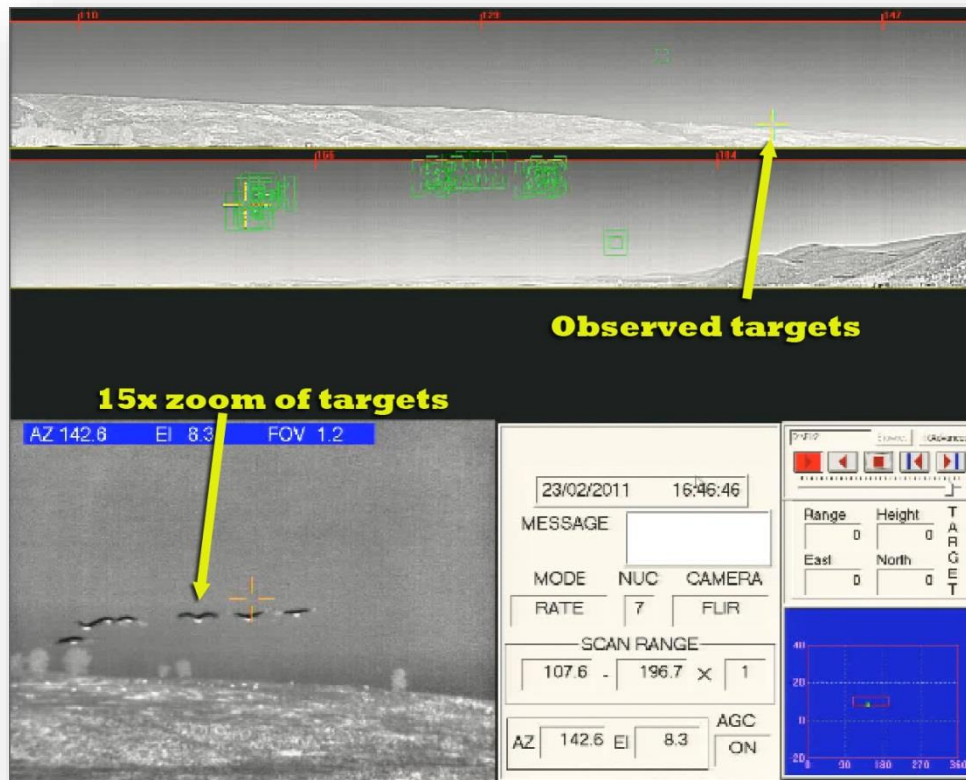 110
129
147
166
184
Observed targets
15x zoom of targets
AZ 142.6 El 8.3 FOV 1.2
23/02/2011 16:46:46
MESSAGE
MODE NUC CAMERA
RATE 7 FLIR
SCAN RANGE
107.6 - 196.7 X 1
AGC
AZ 142.6 El 8.3 ON
Range Height
0 0
East North
0 0
TARGET
40
20
0
-20
0 90 180 270 360